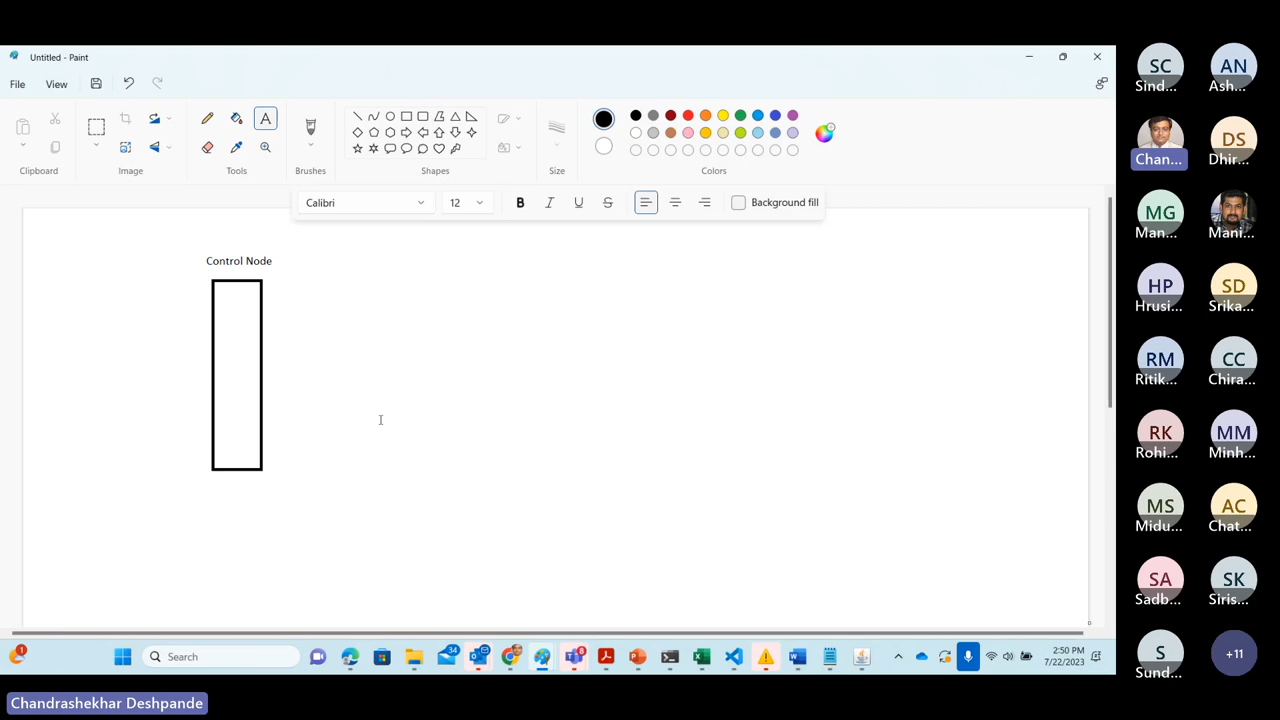 Untitled - Paint
File
View
Clipboard
Image
Tools
Brushes
Shapes
Size
Colors
A
Calibri
12
B
I
U
S
Background fill
Control Node
SC
Sind...
AN
Ash...
Chan...
DS
Dhir...
MG
Man...
Mani...
HP
Hrusi...
SD
Srika...
RM
Ritik...
CC
Chira...
RK
Rohi...
MM
Minh...
MS
Midu...
AC
Chat...
SA
Sadb...
SK
Siris...
S
Sund...
+11
1
Search
34
8
2:50 PM
7/22/2023
Chandrashekhar Deshpande